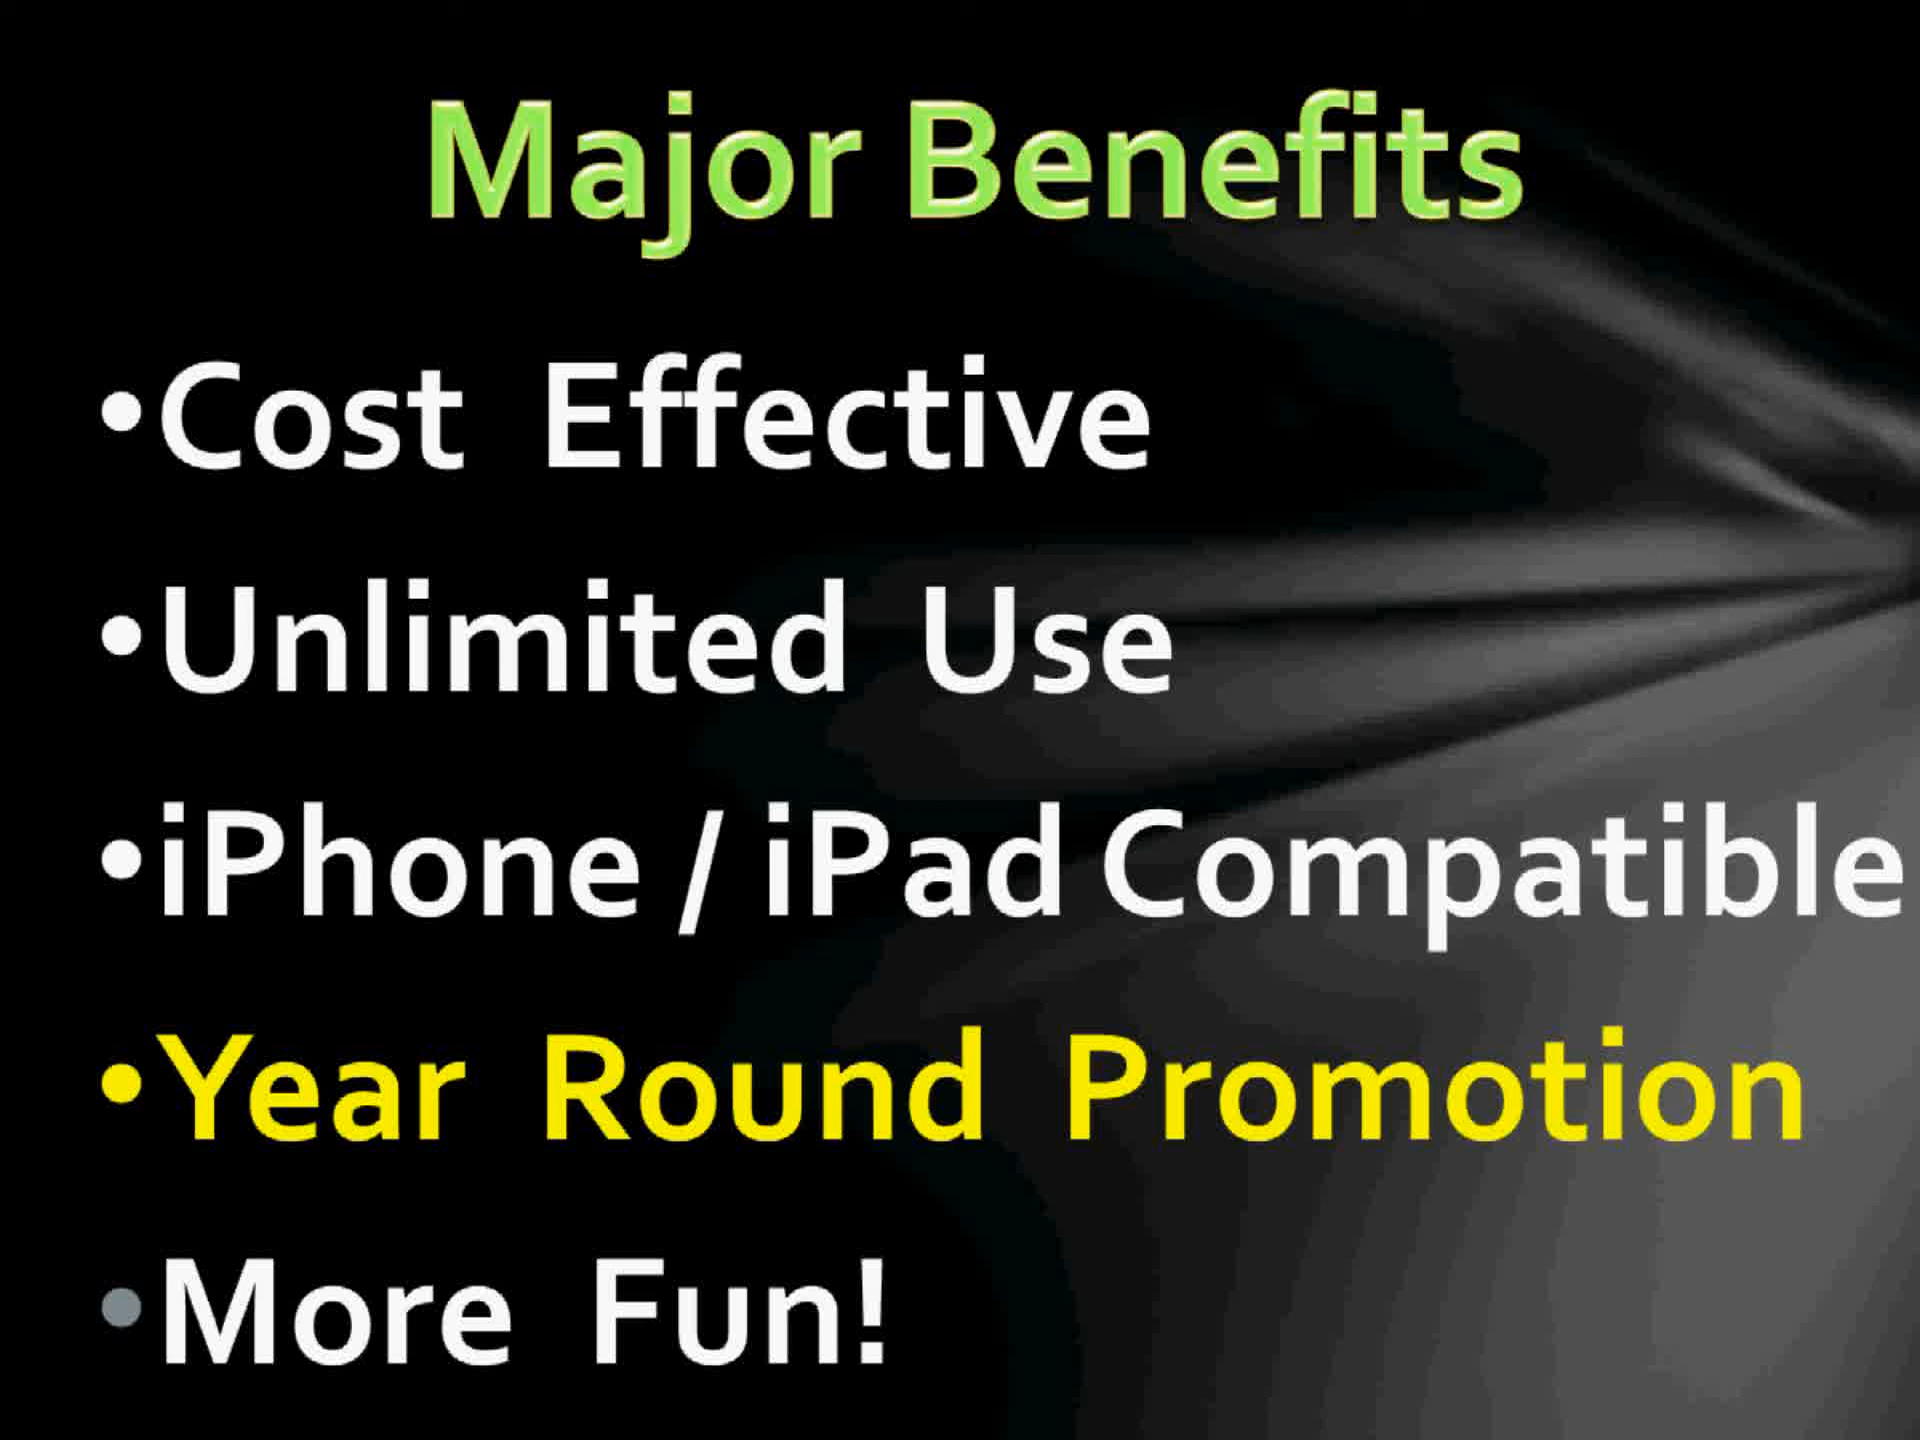 Major Benefits
•Cost Effective
•Unlimited Use
•iPhone / iPad Compatible
•Year Round Promotion
•More Fun!